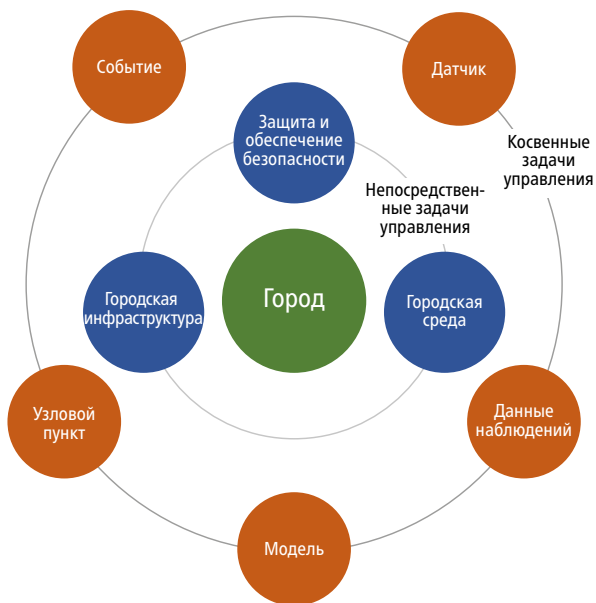 Событие
Датчик
Защита и
обеспечение
безопасности
Косвенные
задачи
управления
Непосредствен-
ные задачи
управления
Городская
инфраструктура
Город
Городская
среда
Узловой
пункт
Данные
наблюдений
Модель